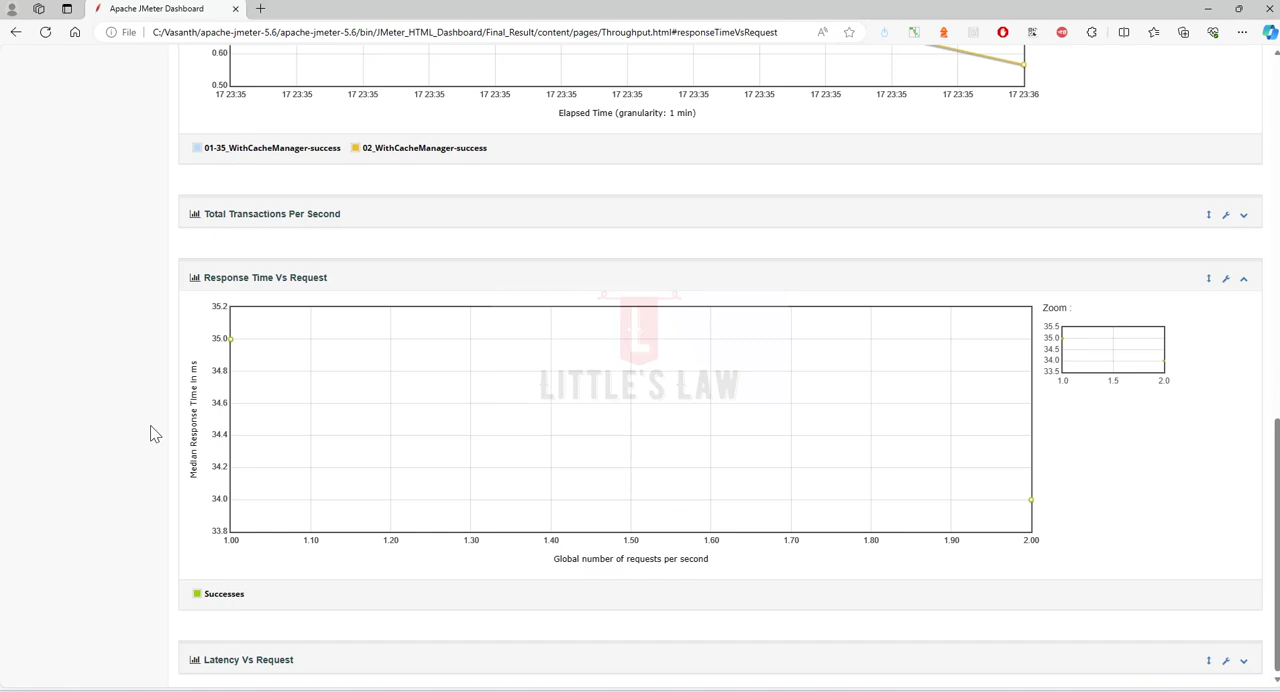 Apache JMeter Dashboard
File
C:/Vasanth/apache-jmeter-5.6/apache-jmeter-5.6/bin/JMeter_HTML_Dashboard/Final_Result/content/pages/Throughput.html#responseTimeVsRequest
0.60
0.50
17 23:35 17 23:35 17 23:35 17 23:35 17 23:35 17 23:35 17 23:35 17 23:35 17 23:35 17 23:35 17 23:35 17 23:35 17 23:36
Elapsed Time (granularity: 1 min)
01-35_WithCacheManager-success 02_WithCacheManager-success
Total Transactions Per Second
Response Time Vs Request
35.2
35.0
34.8
34.6
34.4
34.2
34.0
33.8
Median Response Time in ms
1.00 1.10 1.20 1.30 1.40 1.50 1.60 1.70 1.80 1.90 2.00
Global number of requests per second
L
LITTLE'S LAW
Zoom :
35.5
35.0
34.5
34.0
33.5
1.0 1.5 2.0
Successes
Latency Vs Request